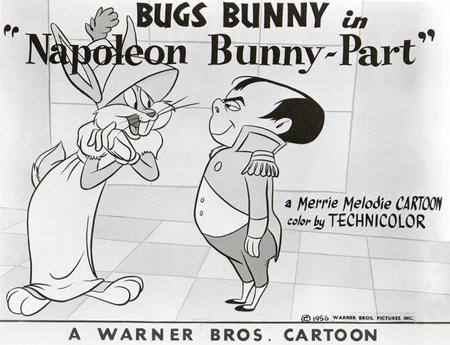 BUGS BUNNY in
"Napoleon Bunny-Part"
a Merrie Melodie CARTOON
color by TECHNICOLOR
© 1956 WARNER BROS. PICTURES INC.
A WARNER BROS. CARTOON